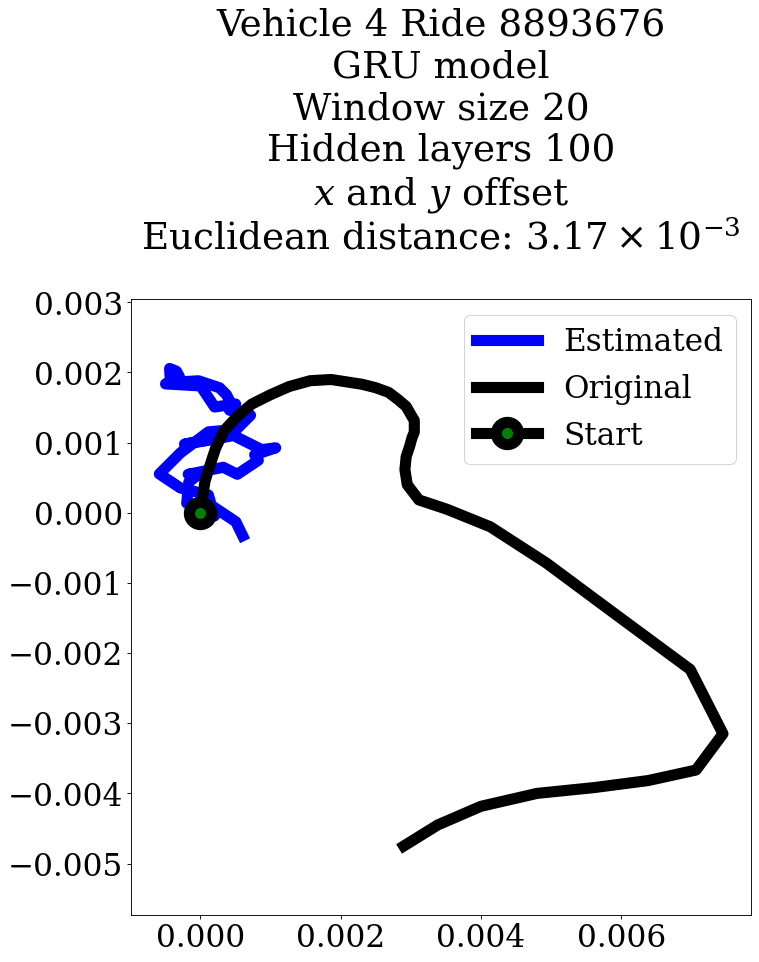 Vehicle 4 Ride 8893676
GRU model
Window size 20
Hidden layers 100
x and y offset
Euclidean distance: 3.17 × 10⁻³
Estimated
Original
Start
0.003
0.002
0.001
0.000
−0.001
−0.002
−0.003
−0.004
−0.005
0.000 0.002 0.004 0.006